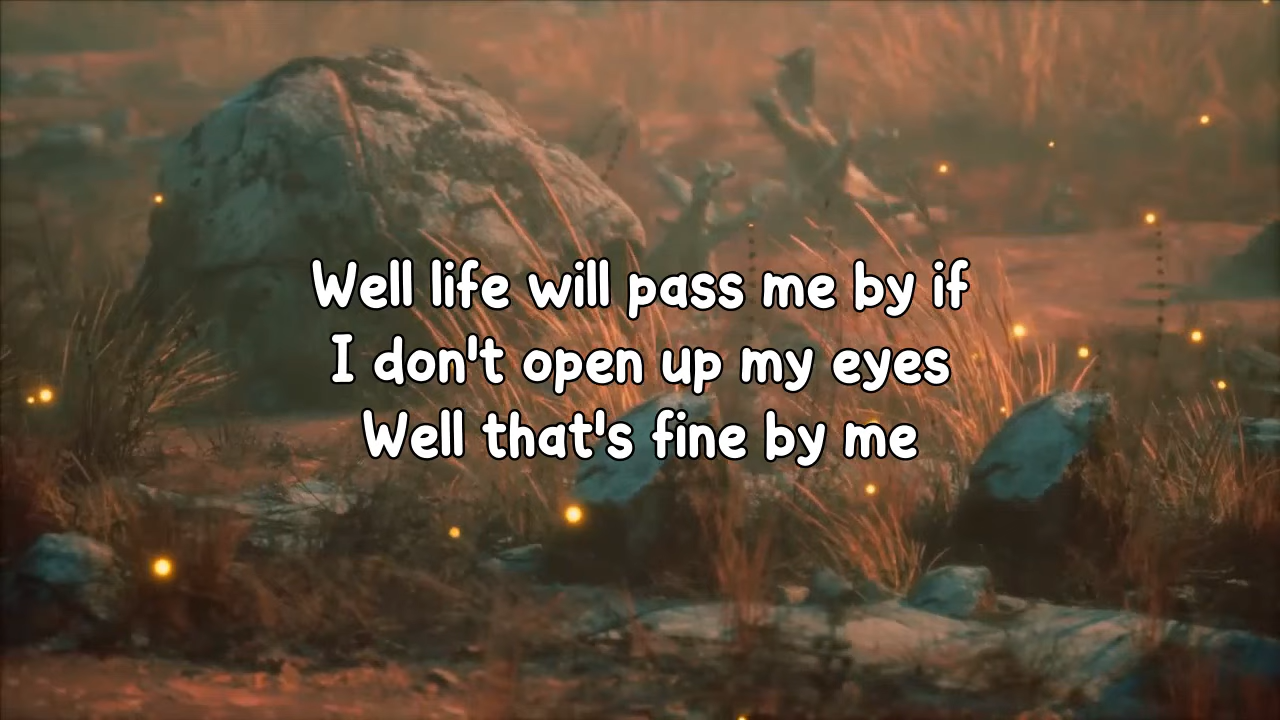 Well life will pass me by if
I don't open up my eyes
Well that's fine by me